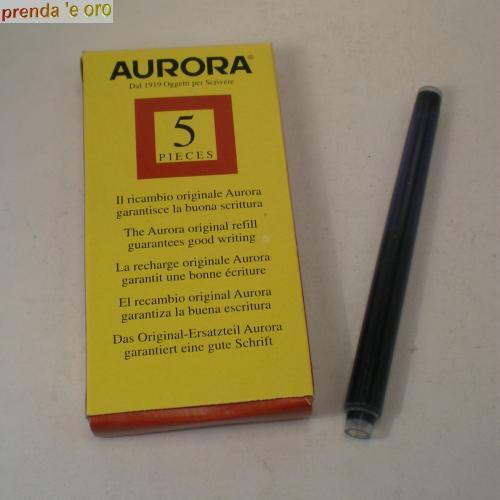 prenda 'e oro
AURORA®
Dal 1919 Oggetti per Scrivere
5
PIECES
Il ricambio originale Aurora
garantisce la buona scrittura
The Aurora original refill
guarantees good writing
La recharge originale Aurora
garantit une bonne écriture
El recambio original Aurora
garantiza la buena escritura
Das Original-Ersatzteil Aurora
garantiert eine gute Schrift